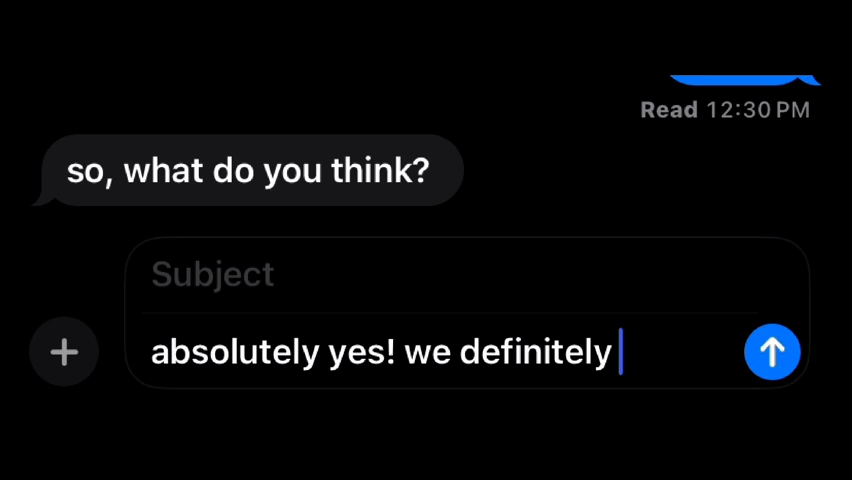 Read 12:30 PM
so, what do you think?
Subject
absolutely yes! we definitely